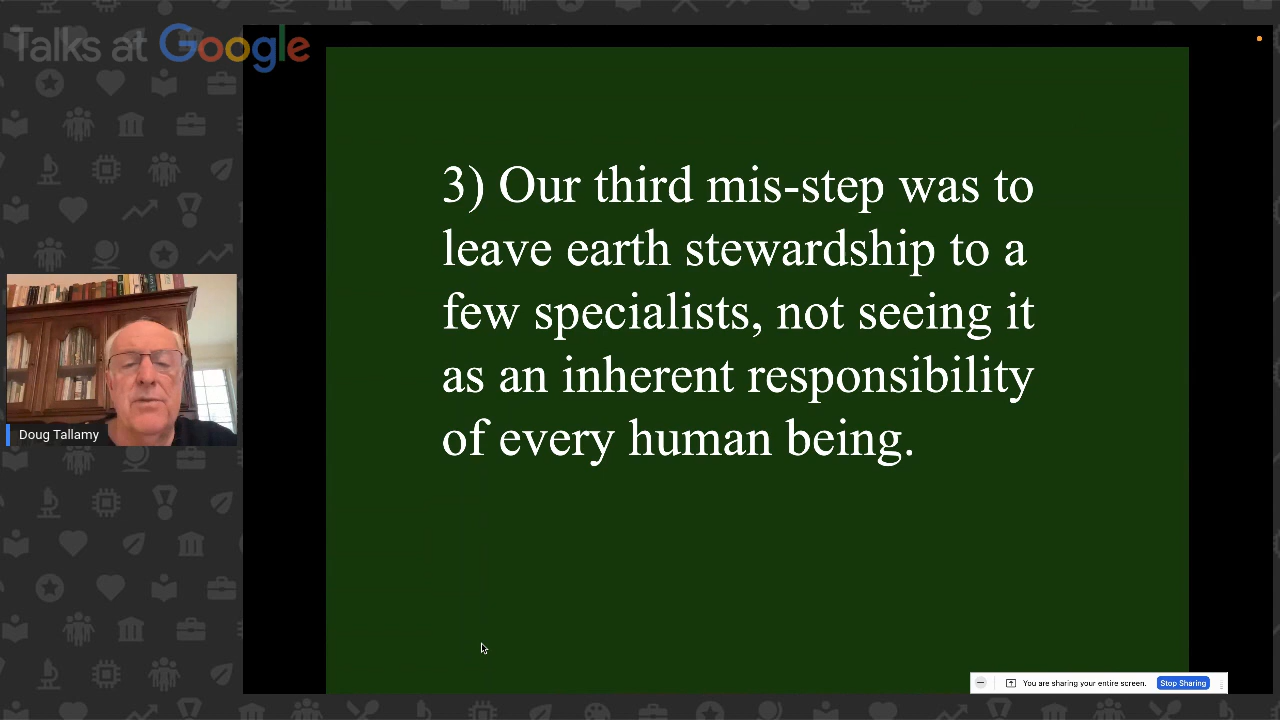 Talks at Google
3) Our third mis-step was to
leave earth stewardship to a
few specialists, not seeing it
as an inherent responsibility
of every human being.
Doug Tallamy
You are sharing your entire screen.
Stop Sharing